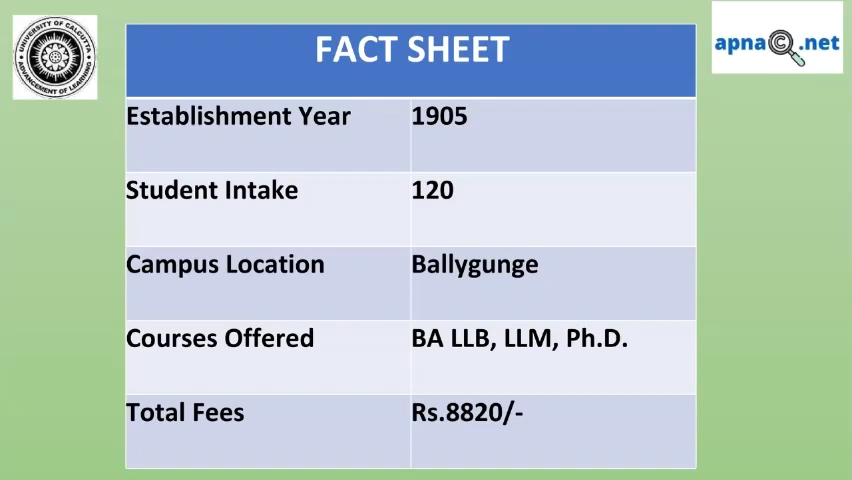 UNIVERSITY OF CALCUTTA
ADVANCEMENT OF LEARNING
apnaC.net
FACT SHEET
Establishment Year 1905
Student Intake 120
Campus Location Ballygunge
Courses Offered BA LLB, LLM, Ph.D.
Total Fees Rs.8820/-